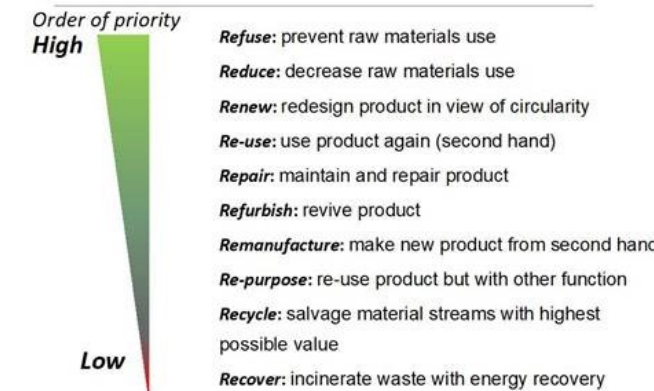 Order of priority
High
Refuse: prevent raw materials use
Reduce: decrease raw materials use
Renew: redesign product in view of circularity
Re-use: use product again (second hand)
Repair: maintain and repair product
Refurbish: revive product
Remanufacture: make new product from second hand
Re-purpose: re-use product but with other function
Recycle: salvage material streams with highest
possible value
Low
Recover: incinerate waste with energy recovery